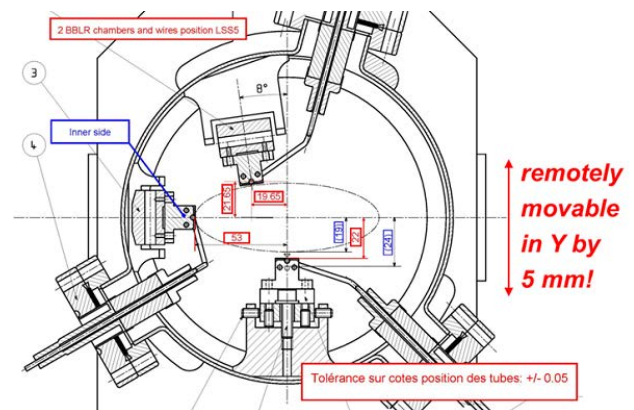 2 BBLR chambers and wires position LSS5
8°
3
Inner side
4
21.65
19.65
53
[19]
[22]
[24]
remotely
movable
in Y by
5 mm!
Tolérance sur cotes position des tubes: +/- 0.05